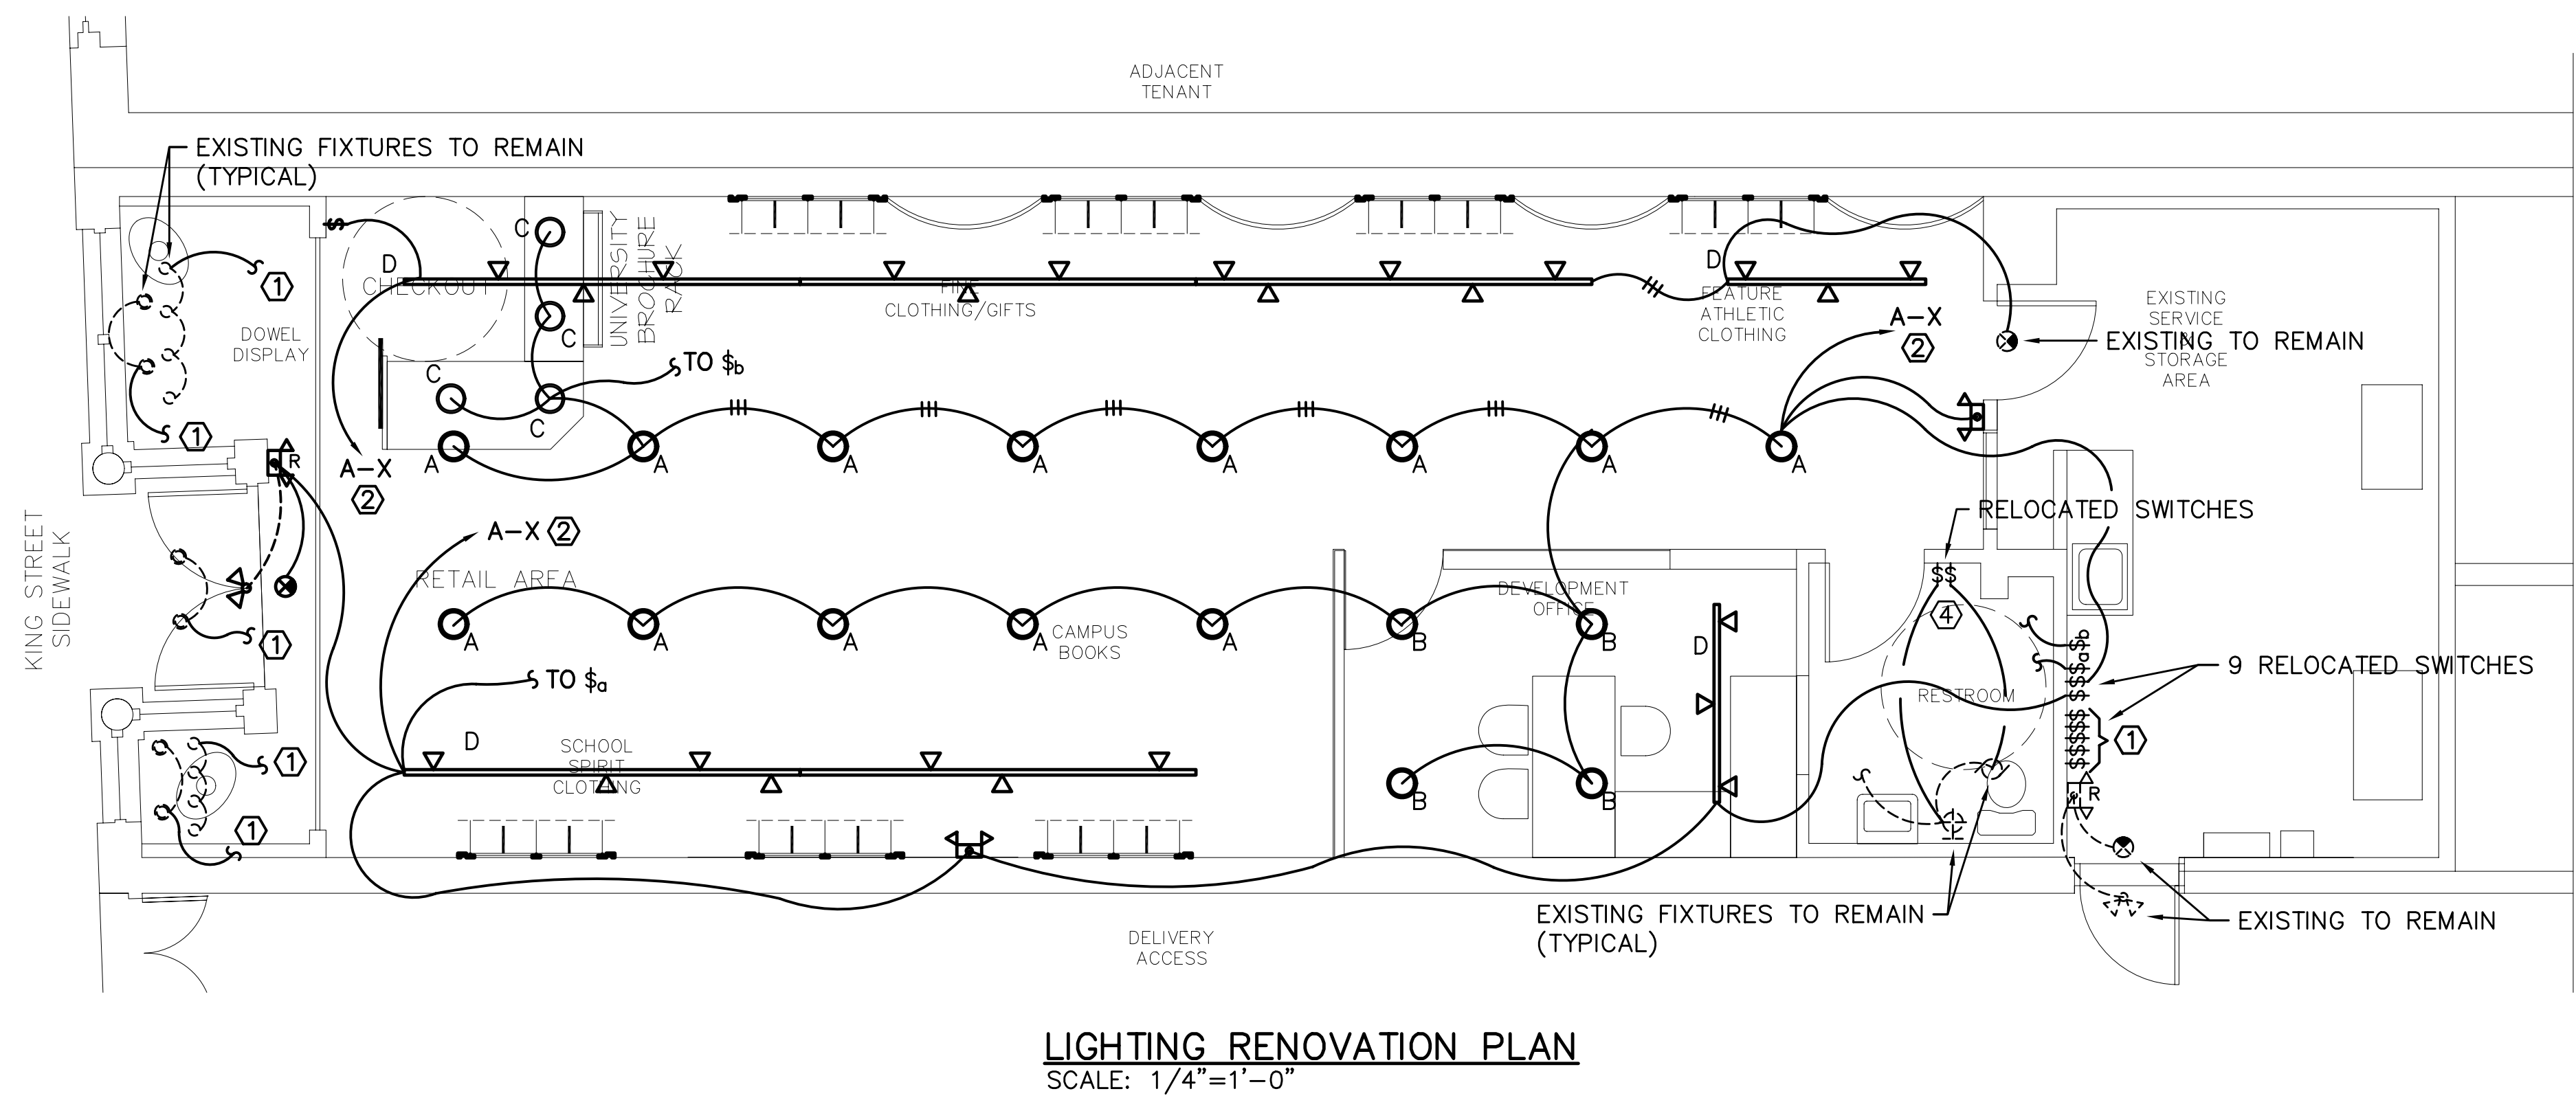 ADJACENT
TENANT
EXISTING FIXTURES TO REMAIN
(TYPICAL)
UNIVERSITY
BROCHURE
RACK
C
D
D
CHECKOUT
1
FINE
CLOTHING/GIFTS
FEATURE
ATHLETIC
CLOTHING
EXISTING
SERVICE
&
STORAGE
AREA
A-X
2
EXISTING TO REMAIN
DOWEL
DISPLAY
C
C
TO $b
C
1
A
A
A
A
A
A
A
A
R
A-X
2
KING STREET
SIDEWALK
A-X 2
RELOCATED SWITCHES
$$
4
RETAIL AREA
DEVELOPMENT
OFFICE
CAMPUS
BOOKS
A
A
A
A
A
B
B
D
1
$b
$a
$
$
9 RELOCATED SWITCHES
TO $a
RESTROOM
$$$$$
1
D
SCHOOL
SPIRIT
CLOTHING
1
B
B
R
1
EXISTING FIXTURES TO REMAIN
(TYPICAL)
EXISTING TO REMAIN
DELIVERY
ACCESS
LIGHTING RENOVATION PLAN
SCALE: 1/4"=1'-0"